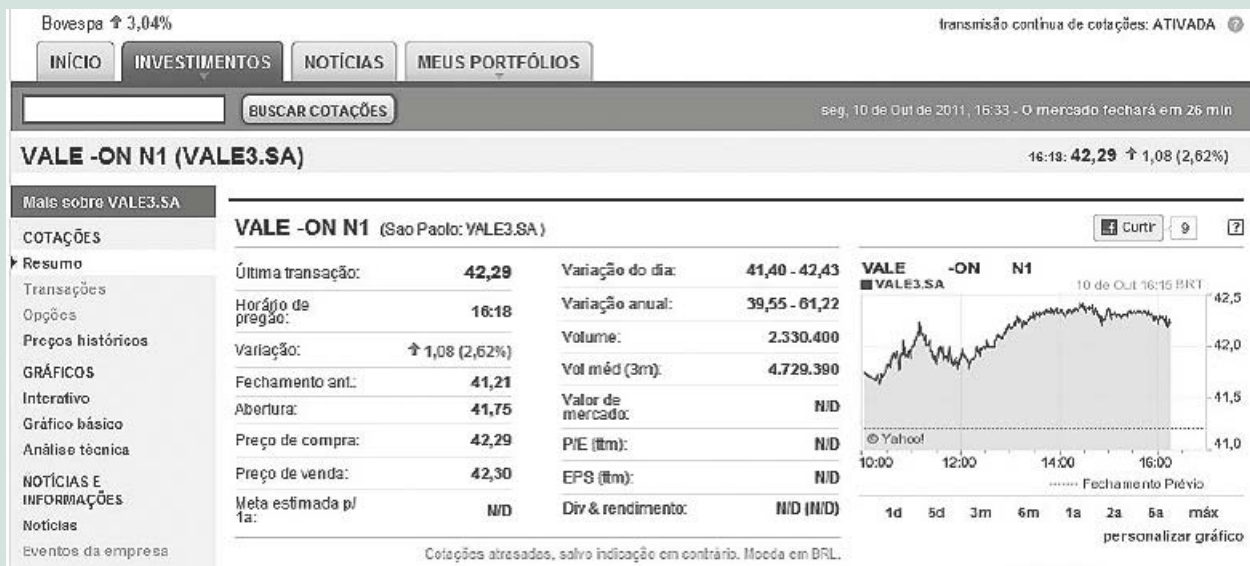 Bovespa ⇑ 3,04%
transmisão contínua de cotações: ATIVADA ?
INÍCIO INVESTIMENTOS NOTÍCIAS MEUS PORTFÓLIOS
BUSCAR COTAÇÕES
seg, 10 de Out de 2011, 16:33 - O mercado fechará em 26 min
VALE -ON N1 (VALE3.SA)
16:18: 42,29 ⇑ 1,08 (2,62%)
Mais sobre VALE3.SA
COTAÇÕES
Resumo
Transações
Opções
Preços históricos
GRÁFICOS
Interativo
Gráfico básico
Análise técnica
NOTÍCIAS E
INFORMAÇÕES
Notícias
Eventos da empresa
VALE -ON N1 (Sao Paolo: VALE3.SA)
Curtir 9 ?
Última transação: 42,29
Horário de
pregão: 16:18
Variação: ⇑ 1,08 (2,62%)
Fechamento ant.: 41,21
Abertura: 41,75
Preço de compra: 42,29
Preço de venda: 42,30
Meta estimada p/
1a: N/D
Variação do dia: 41,40 - 42,43
Variação anual: 39,55 - 61,22
Volume: 2.330.400
Vol méd (3m): 4.729.390
Valor de
mercado: N/D
P/E (ttm): N/D
EPS (ttm): N/D
Div & rendimento: N/D (N/D)
Cotações atrasadas, salvo indicação em contrário. Moeda em BRL.
VALE -ON N1
VALE3.SA 10 de Out 16:15 BRT
42,5
42,0
41,5
41,0
© Yahoo!
10:00 12:00 14:00 16:00
Fechamento Prévio
1d 5d 3m 6m 1a 2a 5a máx
personalizar gráfico